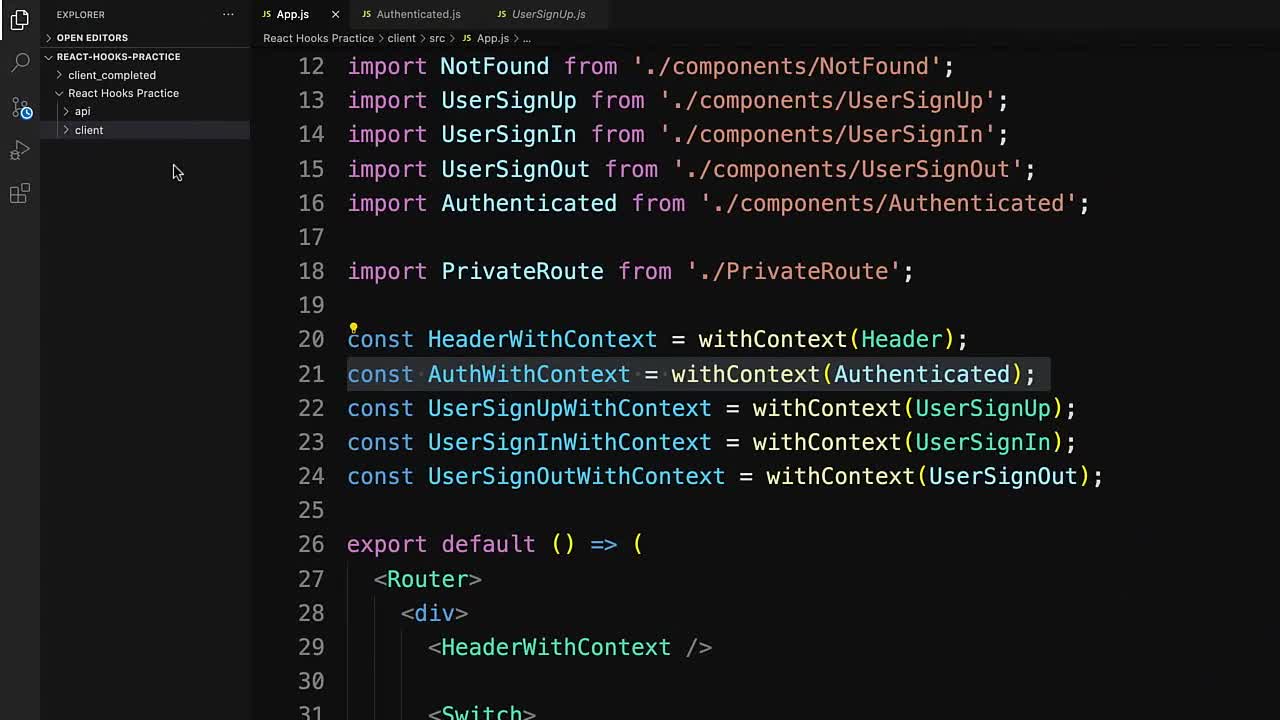 EXPLORER
OPEN EDITORS
REACT-HOOKS-PRACTICE
client_completed
React Hooks Practice
api
client
JS App.js
JS Authenticated.js
JS UserSignUp.js
React Hooks Practice > client > src > JS App.js > ...
12 import NotFound from './components/NotFound';
13 import UserSignUp from './components/UserSignUp';
14 import UserSignIn from './components/UserSignIn';
15 import UserSignOut from './components/UserSignOut';
16 import Authenticated from './components/Authenticated';
17
18 import PrivateRoute from './PrivateRoute';
19
20 const HeaderWithContext = withContext(Header);
21 const AuthWithContext = withContext(Authenticated);
22 const UserSignUpWithContext = withContext(UserSignUp);
23 const UserSignInWithContext = withContext(UserSignIn);
24 const UserSignOutWithContext = withContext(UserSignOut);
25
26 export default () => (
27 <Router>
28 <div>
29 <HeaderWithContext />
30
31 <Switch>